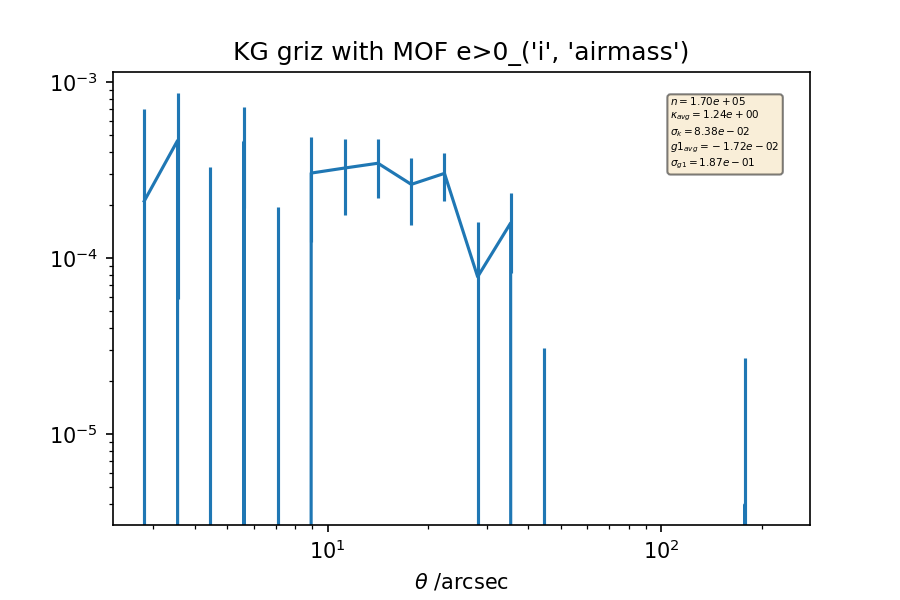 KG griz with MOF e>0_('i', 'airmass')
10⁻³
10⁻⁴
10⁻⁵
n = 1.70e + 05
κavg = 1.24e + 00
σk = 8.38e − 02
g1avg = − 1.72e − 02
σg1 = 1.87e − 01
10¹
10²
θ /arcsec